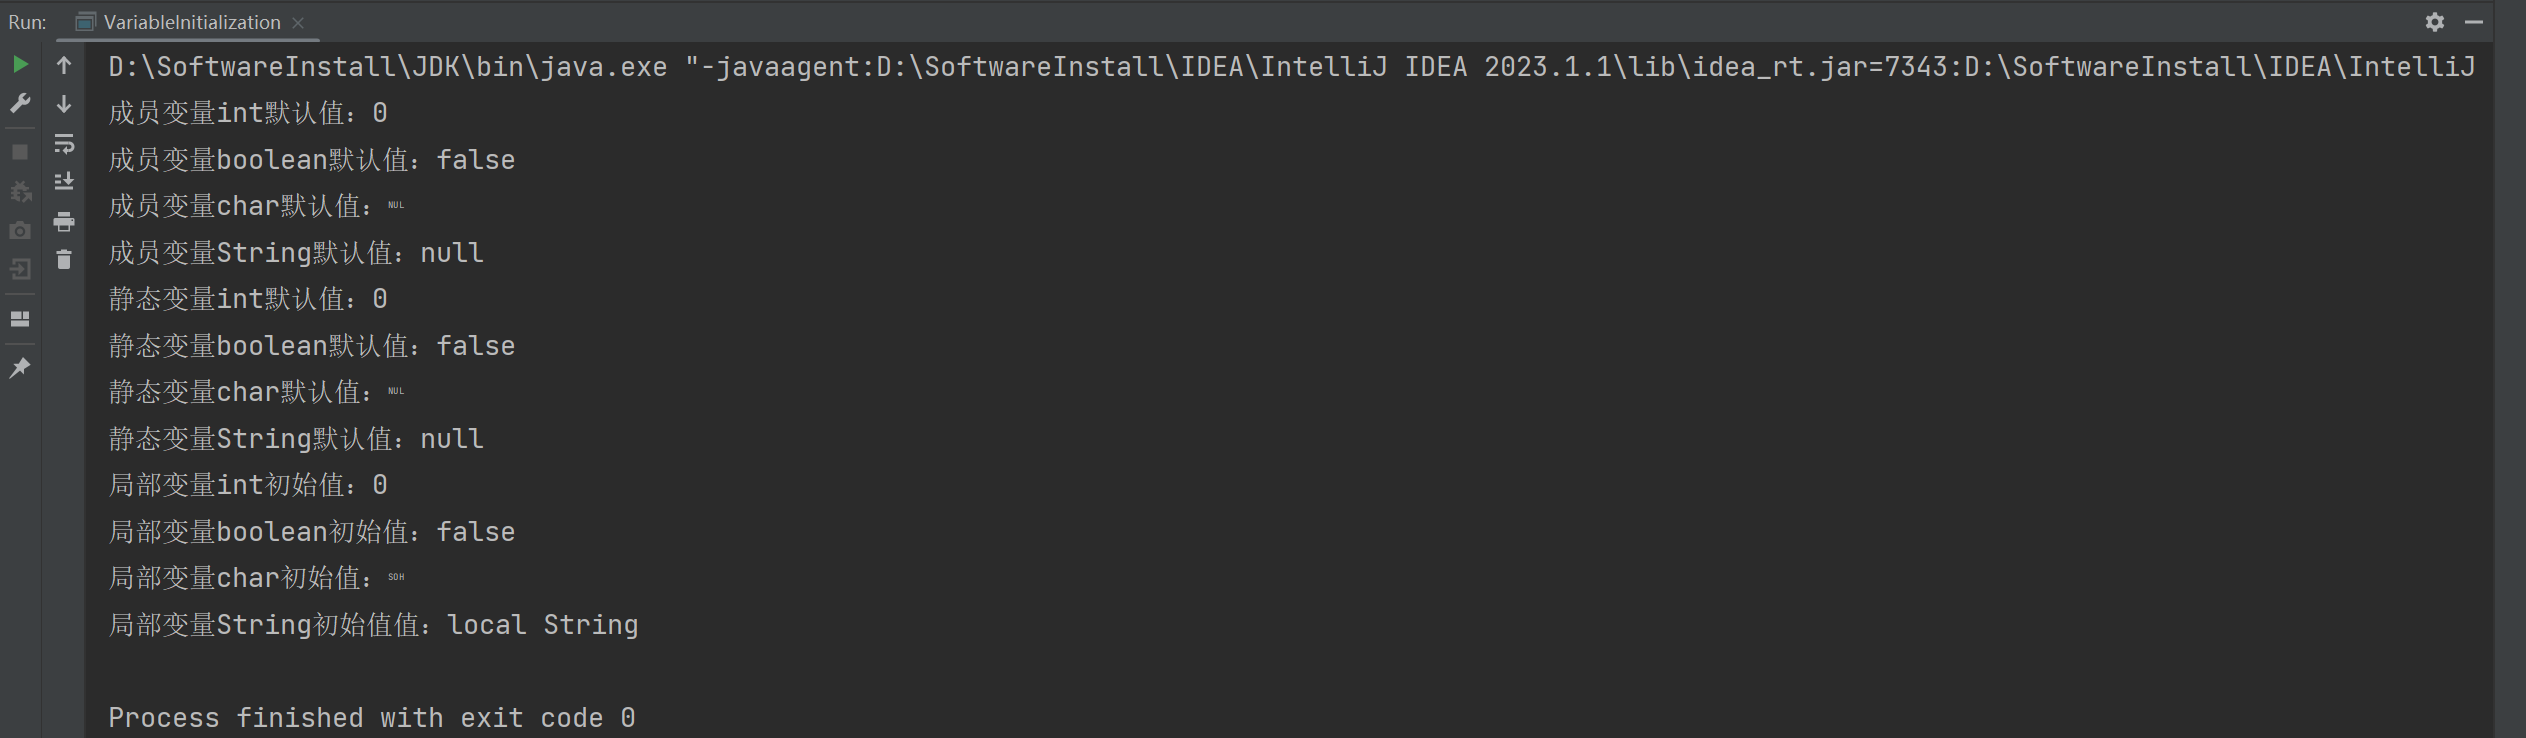 Run: VariableInitialization
D:\SoftwareInstall\JDK\bin\java.exe "-javaagent:D:\SoftwareInstall\IDEA\IntelliJ IDEA 2023.1.1\lib\idea_rt.jar=7343:D:\SoftwareInstall\IDEA\IntelliJ
成员变量int默认值：0
成员变量boolean默认值：false
成员变量char默认值：NUL
成员变量String默认值：null
静态变量int默认值：0
静态变量boolean默认值：false
静态变量char默认值：NUL
静态变量String默认值：null
局部变量int初始值：0
局部变量boolean初始值：false
局部变量char初始值：SOH
局部变量String初始值值：local String
Process finished with exit code 0